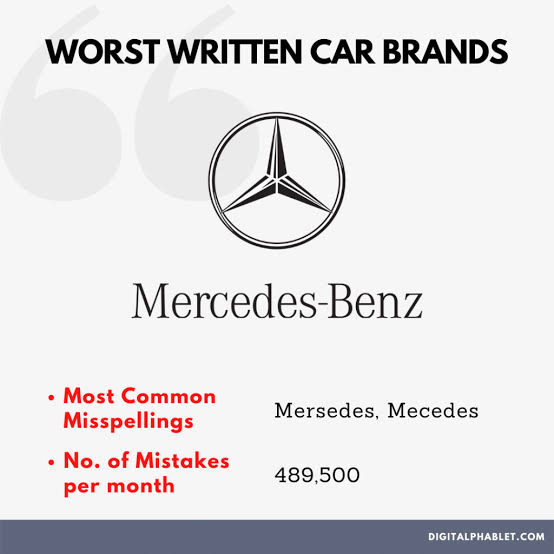 WORST WRITTEN CAR BRANDS
Mercedes-Benz
• Most Common
Misspellings
Mersedes, Mecedes
• No. of Mistakes
per month
489,500
DIGITALPHABLET.COM